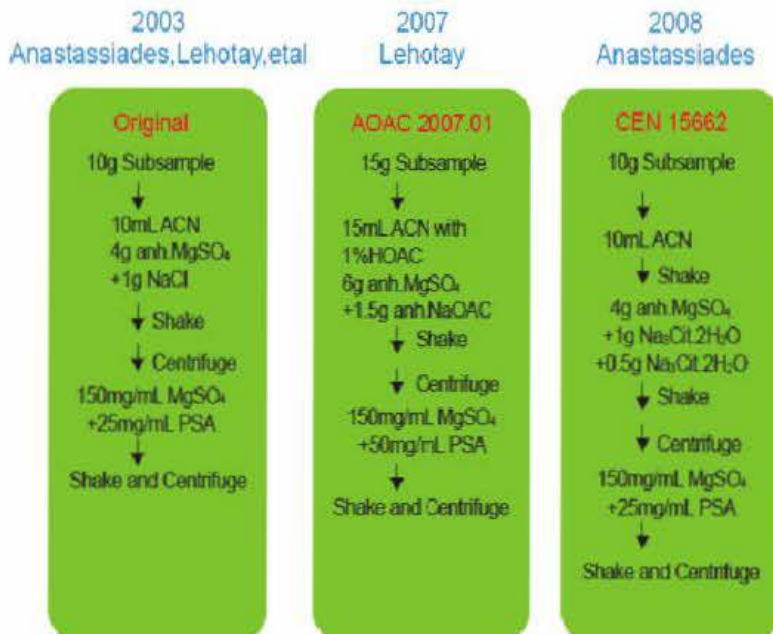 2003
Anastassiades,Lehotay,etal
Original
10g Subsample
10mL ACN
4g anh.MgSO₄
+1g NaCl
Shake
Centrifuge
150mg/mL MgSO₄
+25mg/mL PSA
Shake and Centrifuge
2007
Lehotay
AOAC 2007.01
15g Subsample
15mL ACN with
1%HOAC
6g anh.MgSO₄
+1.5g anh.NaOAC
Shake
Centrifuge
150mg/mL MgSO₄
+50mg/mL PSA
Shake and Centrifuge
2008
Anastassiades
CEN 15662
10g Subsample
10mL ACN
Shake
4g anh.MgSO₄
+1g Na₃Cit.2H₂O
+0.5g Na₃Cit.2H₂O
Shake
Centrifuge
150mg/mL MgSO₄
+25mg/mL PSA
Shake and Centrifuge